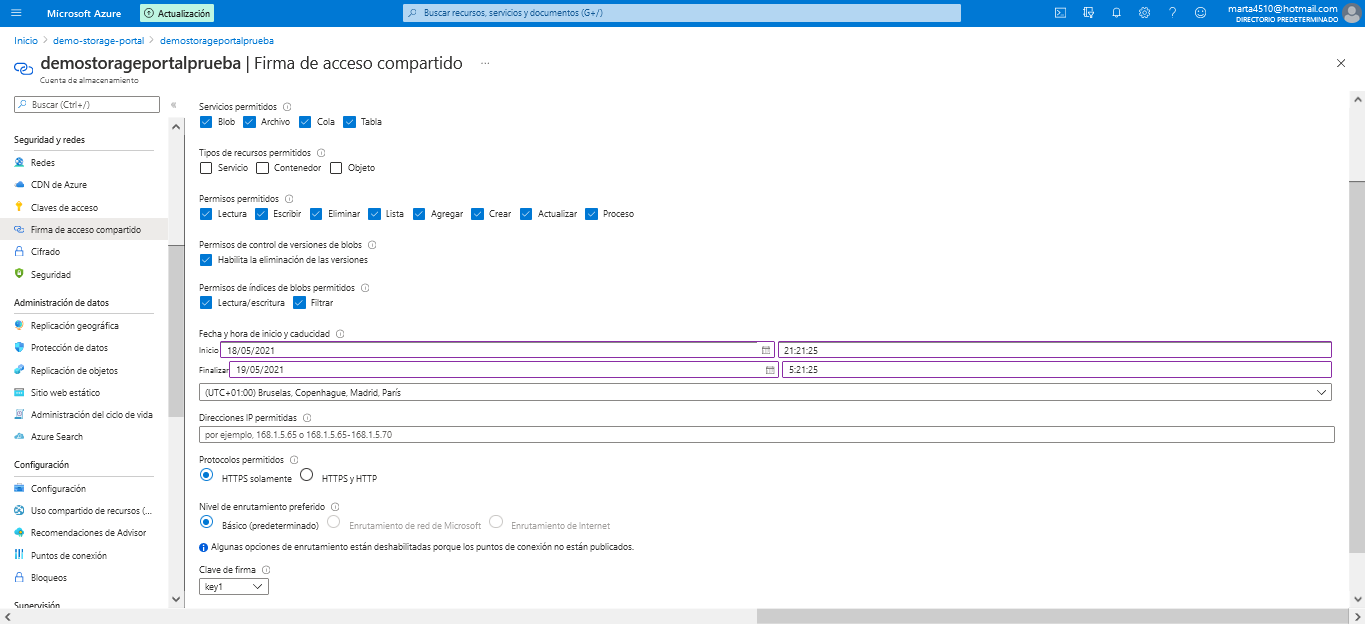 Microsoft Azure
Actualización
Buscar recursos, servicios y documentos (G+/)
marta4510@hotmail.com
DIRECTORIO PREDETERMINADO
Inicio > demo-storage-portal > demostorageportalprueba
demostorageportalprueba | Firma de acceso compartido ...
Cuenta de almacenamiento
Buscar (Ctrl+/)
Seguridad y redes
Redes
CDN de Azure
Claves de acceso
Firma de acceso compartido
Cifrado
Seguridad
Administración de datos
Replicación geográfica
Protección de datos
Replicación de objetos
Sitio web estático
Administración del ciclo de vida
Azure Search
Configuración
Configuración
Uso compartido de recursos (...
Recomendaciones de Advisor
Puntos de conexión
Bloqueos
Supervisión
Servicios permitidos
Blob Archivo Cola Tabla
Tipos de recursos permitidos
Servicio Contenedor Objeto
Permisos permitidos
Lectura Escribir Eliminar Lista Agregar Crear Actualizar Proceso
Permisos de control de versiones de blobs
Habilita la eliminación de las versiones
Permisos de índices de blobs permitidos
Lectura/escritura Filtrar
Fecha y hora de inicio y caducidad
Inicio 18/05/2021 21:21:25
Finalizar 19/05/2021 5:21:25
(UTC+01:00) Bruselas, Copenhague, Madrid, París
Direcciones IP permitidas
por ejemplo, 168.1.5.65 o 168.1.5.65-168.1.5.70
Protocolos permitidos
HTTPS solamente HTTPS y HTTP
Nivel de enrutamiento preferido
Básico (predeterminado) Enrutamiento de red de Microsoft Enrutamiento de Internet
Algunas opciones de enrutamiento están deshabilitadas porque los puntos de conexión no están publicados.
Clave de firma
key1